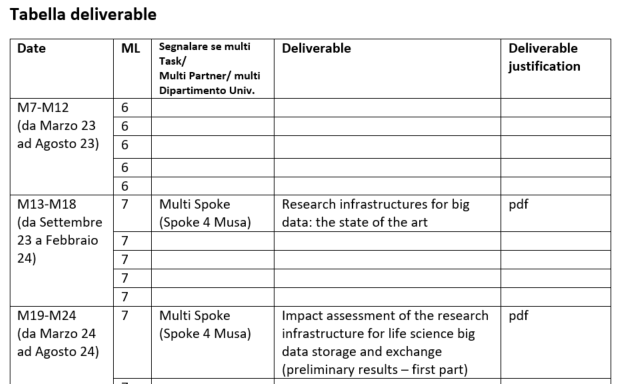 Tabella deliverable
Date
ML
Segnalare se multi
Task/
Multi Partner/ multi
Dipartimento Univ.
Deliverable
Deliverable
justification
M7-M12
(da Marzo 23
ad Agosto 23)
6
6
6
6
6
M13-M18
(da Settembre
23 a Febbraio
24)
7
Multi Spoke
(Spoke 4 Musa)
Research infrastructures for big
data: the state of the art
pdf
7
7
7
7
M19-M24
(da Marzo 24
ad Agosto 24)
7
Multi Spoke
(Spoke 4 Musa)
Impact assessment of the research
infrastructure for life science big
data storage and exchange
(preliminary results – first part)
pdf